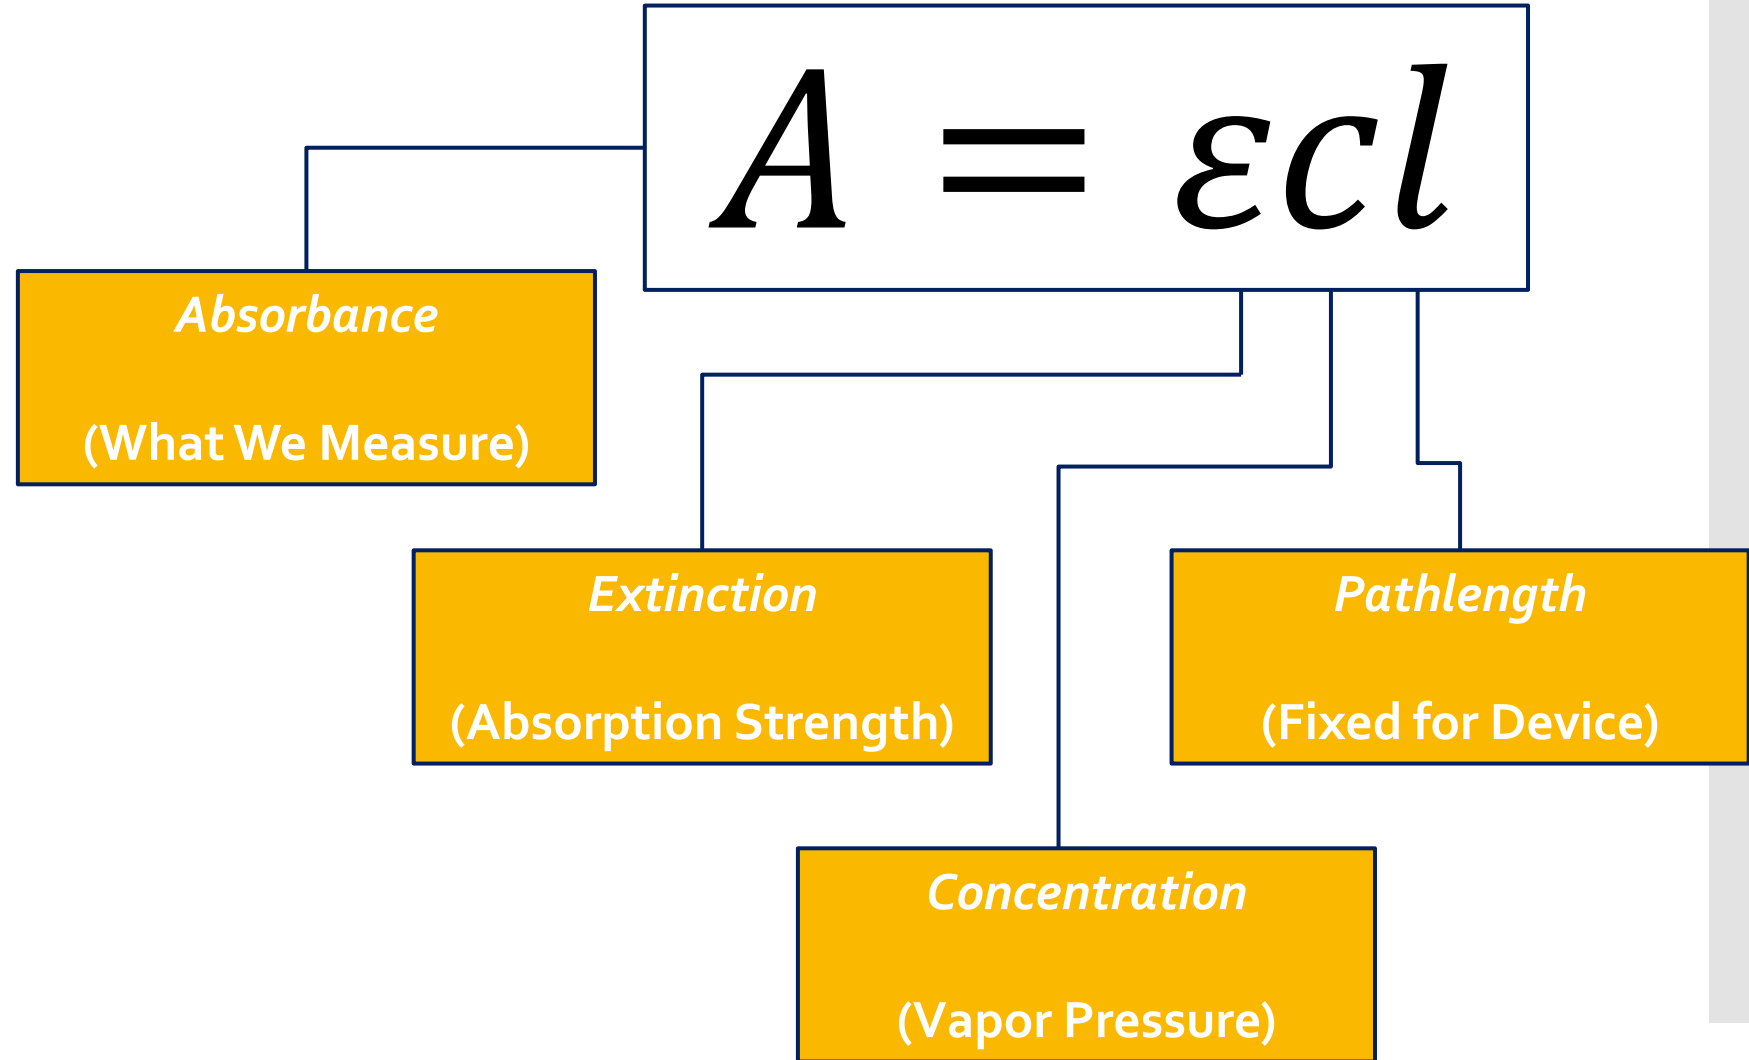 A = εcl
Absorbance
(What We Measure)
Extinction
(Absorption Strength)
Pathlength
(Fixed for Device)
Concentration
(Vapor Pressure)